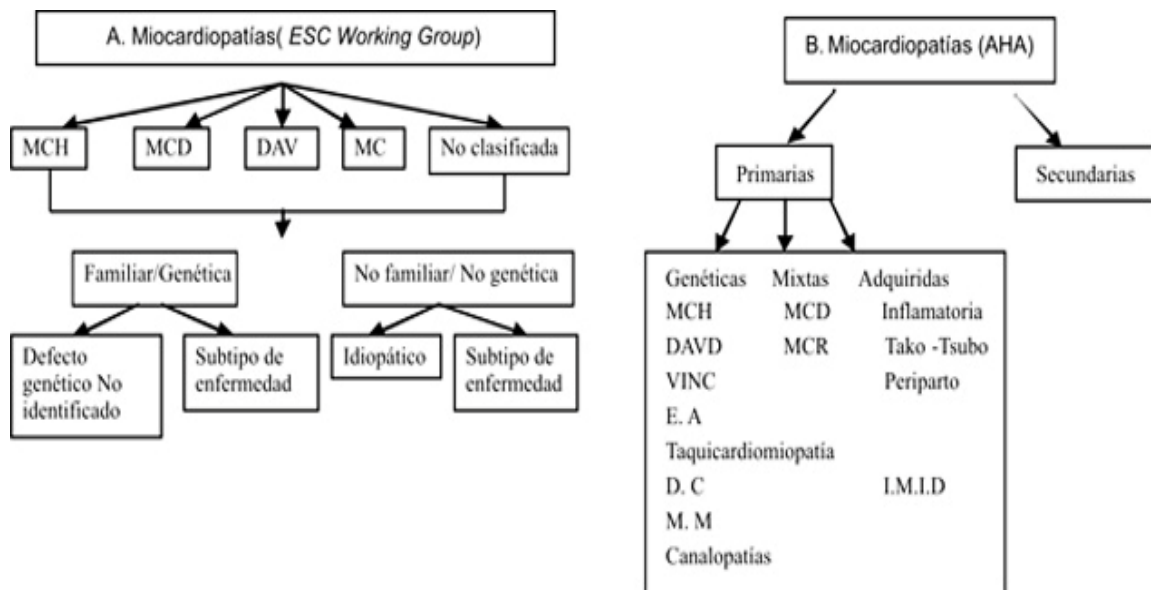 A. Miocardiopatías( ESC Working Group)
MCH
MCD
DAV
MC
No clasificada
Familiar/Genética
No familiar/ No genética
Defecto
genético No
identificado
Subtipo de
enfermedad
Idiopático
Subtipo de
enfermedad
B. Miocardiopatías (AHA)
Primarias
Secundarias
Genéticas Mixtas Adquiridas
MCH MCD Inflamatoria
DAVD MCR Tako -Tsubo
VINC Periparto
E. A
Taquicardiomiopatía
D. C I.M.I.D
M. M
Canalopatías